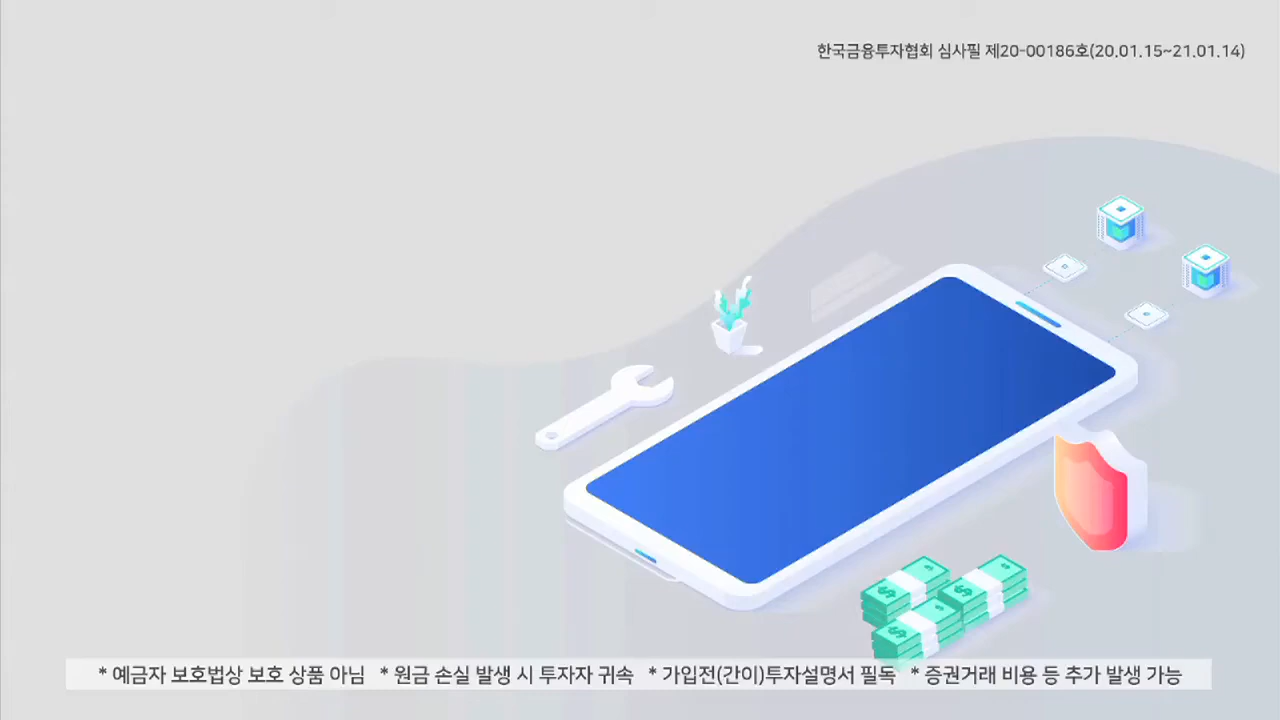 한국금융투자협회 심사필 제20-00186호(20.01.15~21.01.14)
* 예금자 보호법상 보호 상품 아님 * 원금 손실 발생 시 투자자 귀속 * 가입전(간이)투자설명서 필독 * 증권거래 비용 등 추가 발생 가능